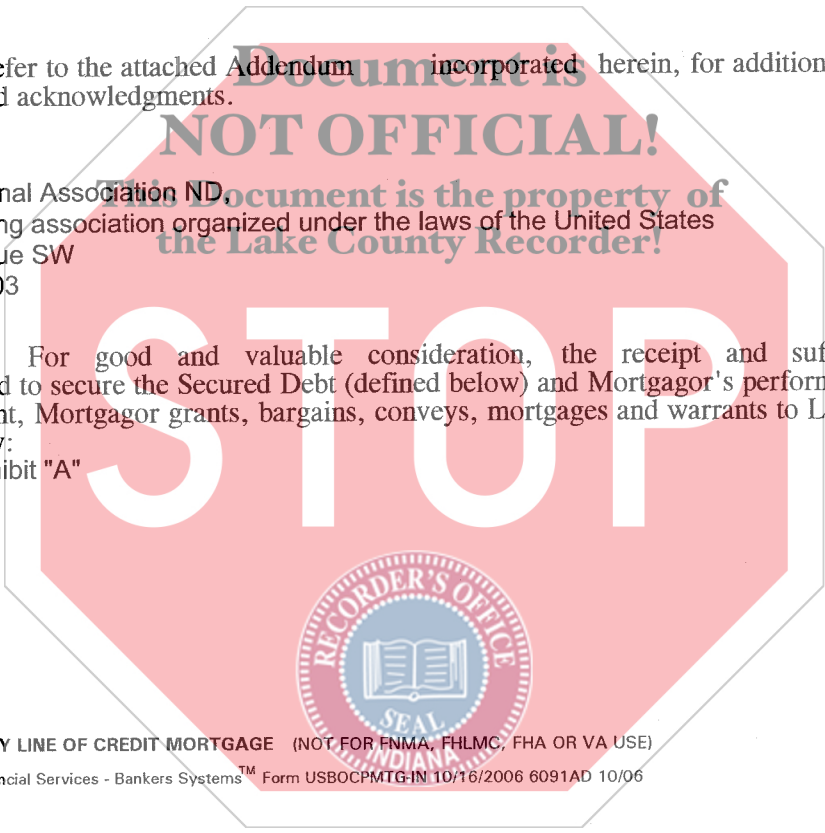 Document is
efer to the attached Addendum incorporated herein, for addition
d acknowledgments.
NOT OFFICIAL!
nal Association ND,
This Document is the property of
ng association organized under the laws of the United States
the Lake County Recorder!
ue SW
03
STOP
For good and valuable consideration, the receipt and suf
d to secure the Secured Debt (defined below) and Mortgagor's perform
nt, Mortgagor grants, bargains, conveys, mortgages and warrants to L
y:
ibit "A"
RECORDER'S OFFICE
SEAL
INDIANA
Y LINE OF CREDIT MORTGAGE (NOT FOR FNMA, FHLMC, FHA OR VA USE)
ncial Services - Bankers Systems™ Form USBOCPMTG-IN 10/16/2006 6091AD 10/06